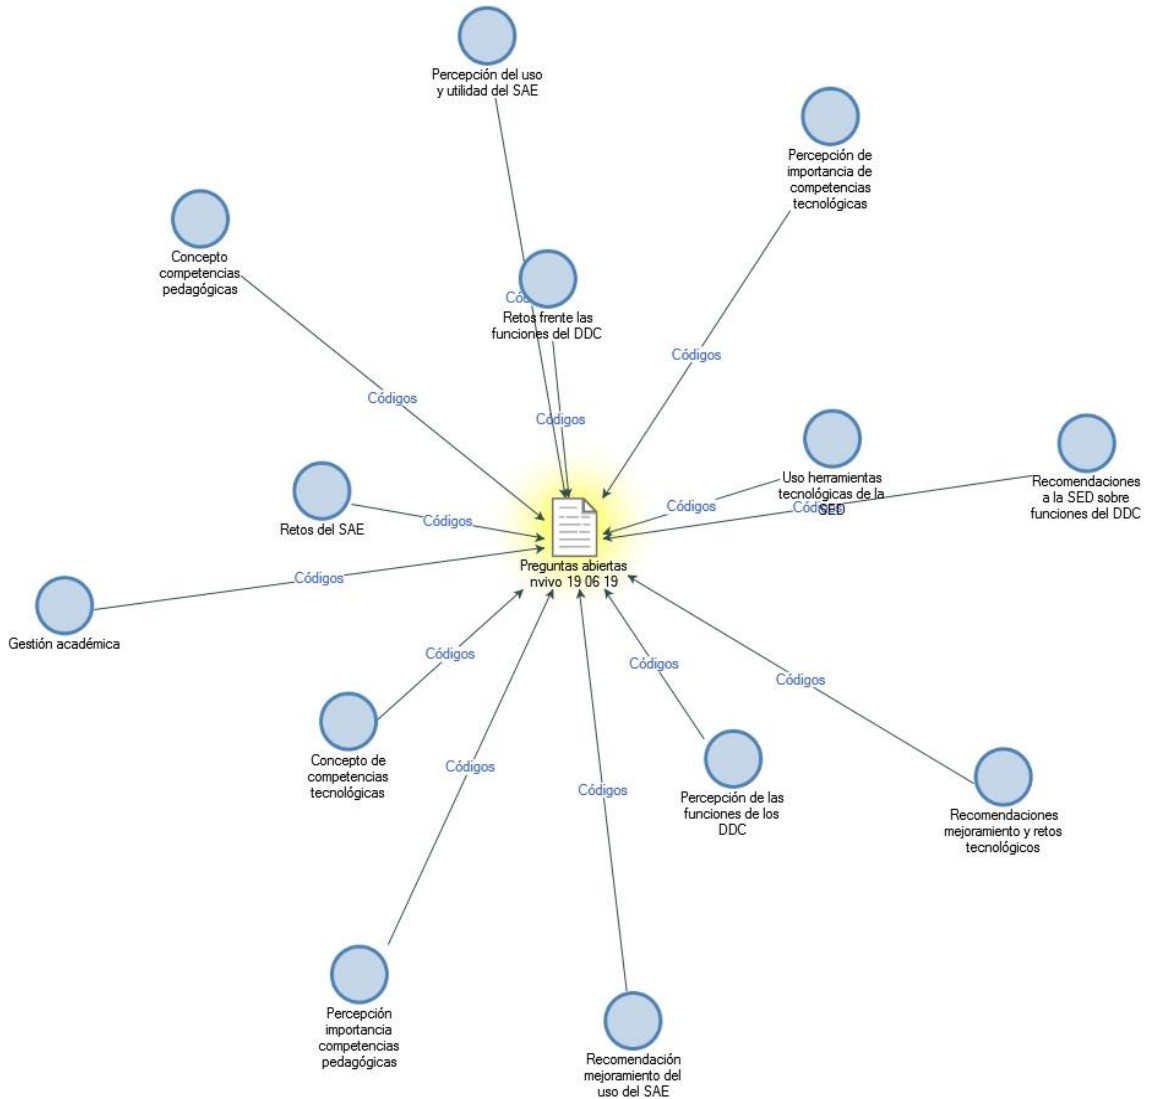 Percepción del uso
y utilidad del SAE
Percepción de
importancia de
competencias
tecnológicas
Concepto
competencias
pedagógicas
Códigos
Retos frente las
funciones del DDC
Códigos
Códigos
Códigos
Uso herramientas
tecnológicas de la
SED
Recomendaciones
a la SED sobre
funciones del DDC
Códigos
Códigos
Retos del SAE
Códigos
Preguntas abiertas
nvivo 19 06 19
Códigos
Gestión académica
Códigos
Códigos
Códigos
Concepto de
competencias
tecnológicas
Códigos
Códigos
Percepción de las
funciones de los
DDC
Recomendaciones
mejoramiento y retos
tecnológicos
Percepción
importancia
competencias
pedagógicas
Recomendación
mejoramiento del
uso del SAE